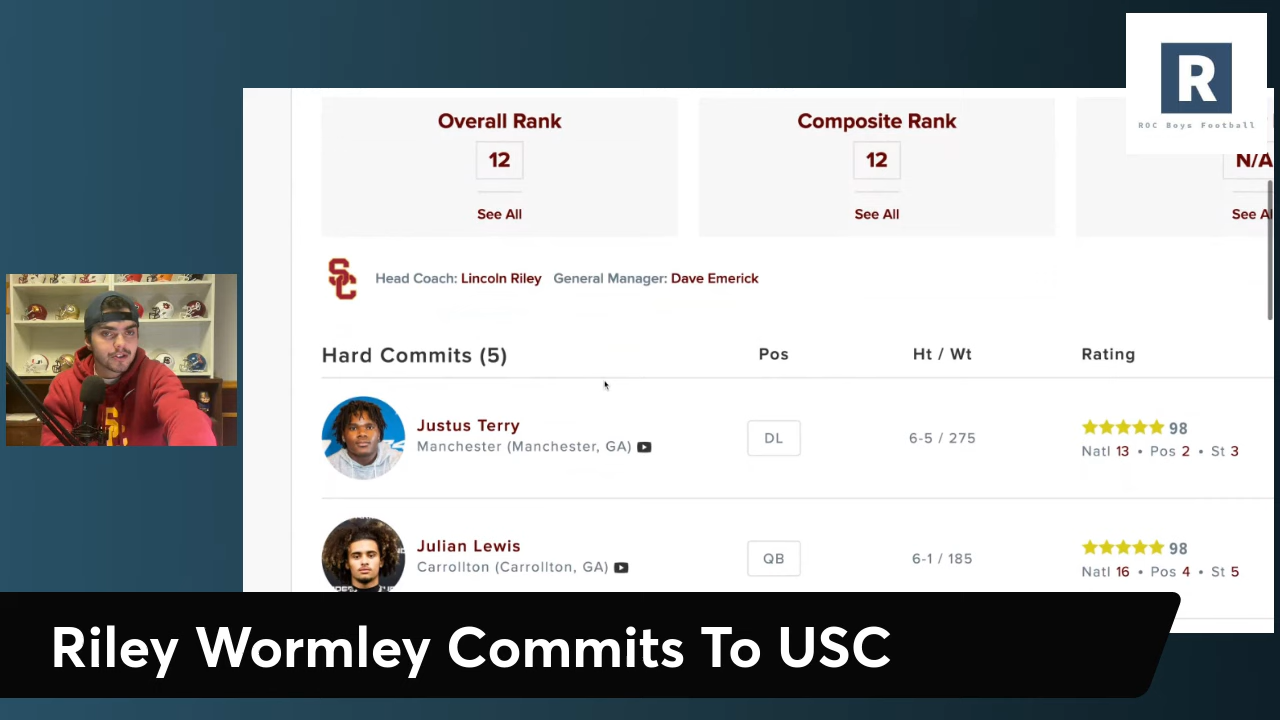 R
ROC Boys Football
Overall Rank
12
See All
Composite Rank
12
See All
N/A
See Al
SC
Head Coach: Lincoln Riley General Manager: Dave Emerick
Hard Commits (5) Pos Ht / Wt Rating
Justus Terry
Manchester (Manchester, GA)
DL
6-5 / 275
98
Natl 13 • Pos 2 • St 3
Julian Lewis
Carrollton (Carrollton, GA)
QB
6-1 / 185
98
Natl 16 • Pos 4 • St 5
Riley Wormley Commits To USC